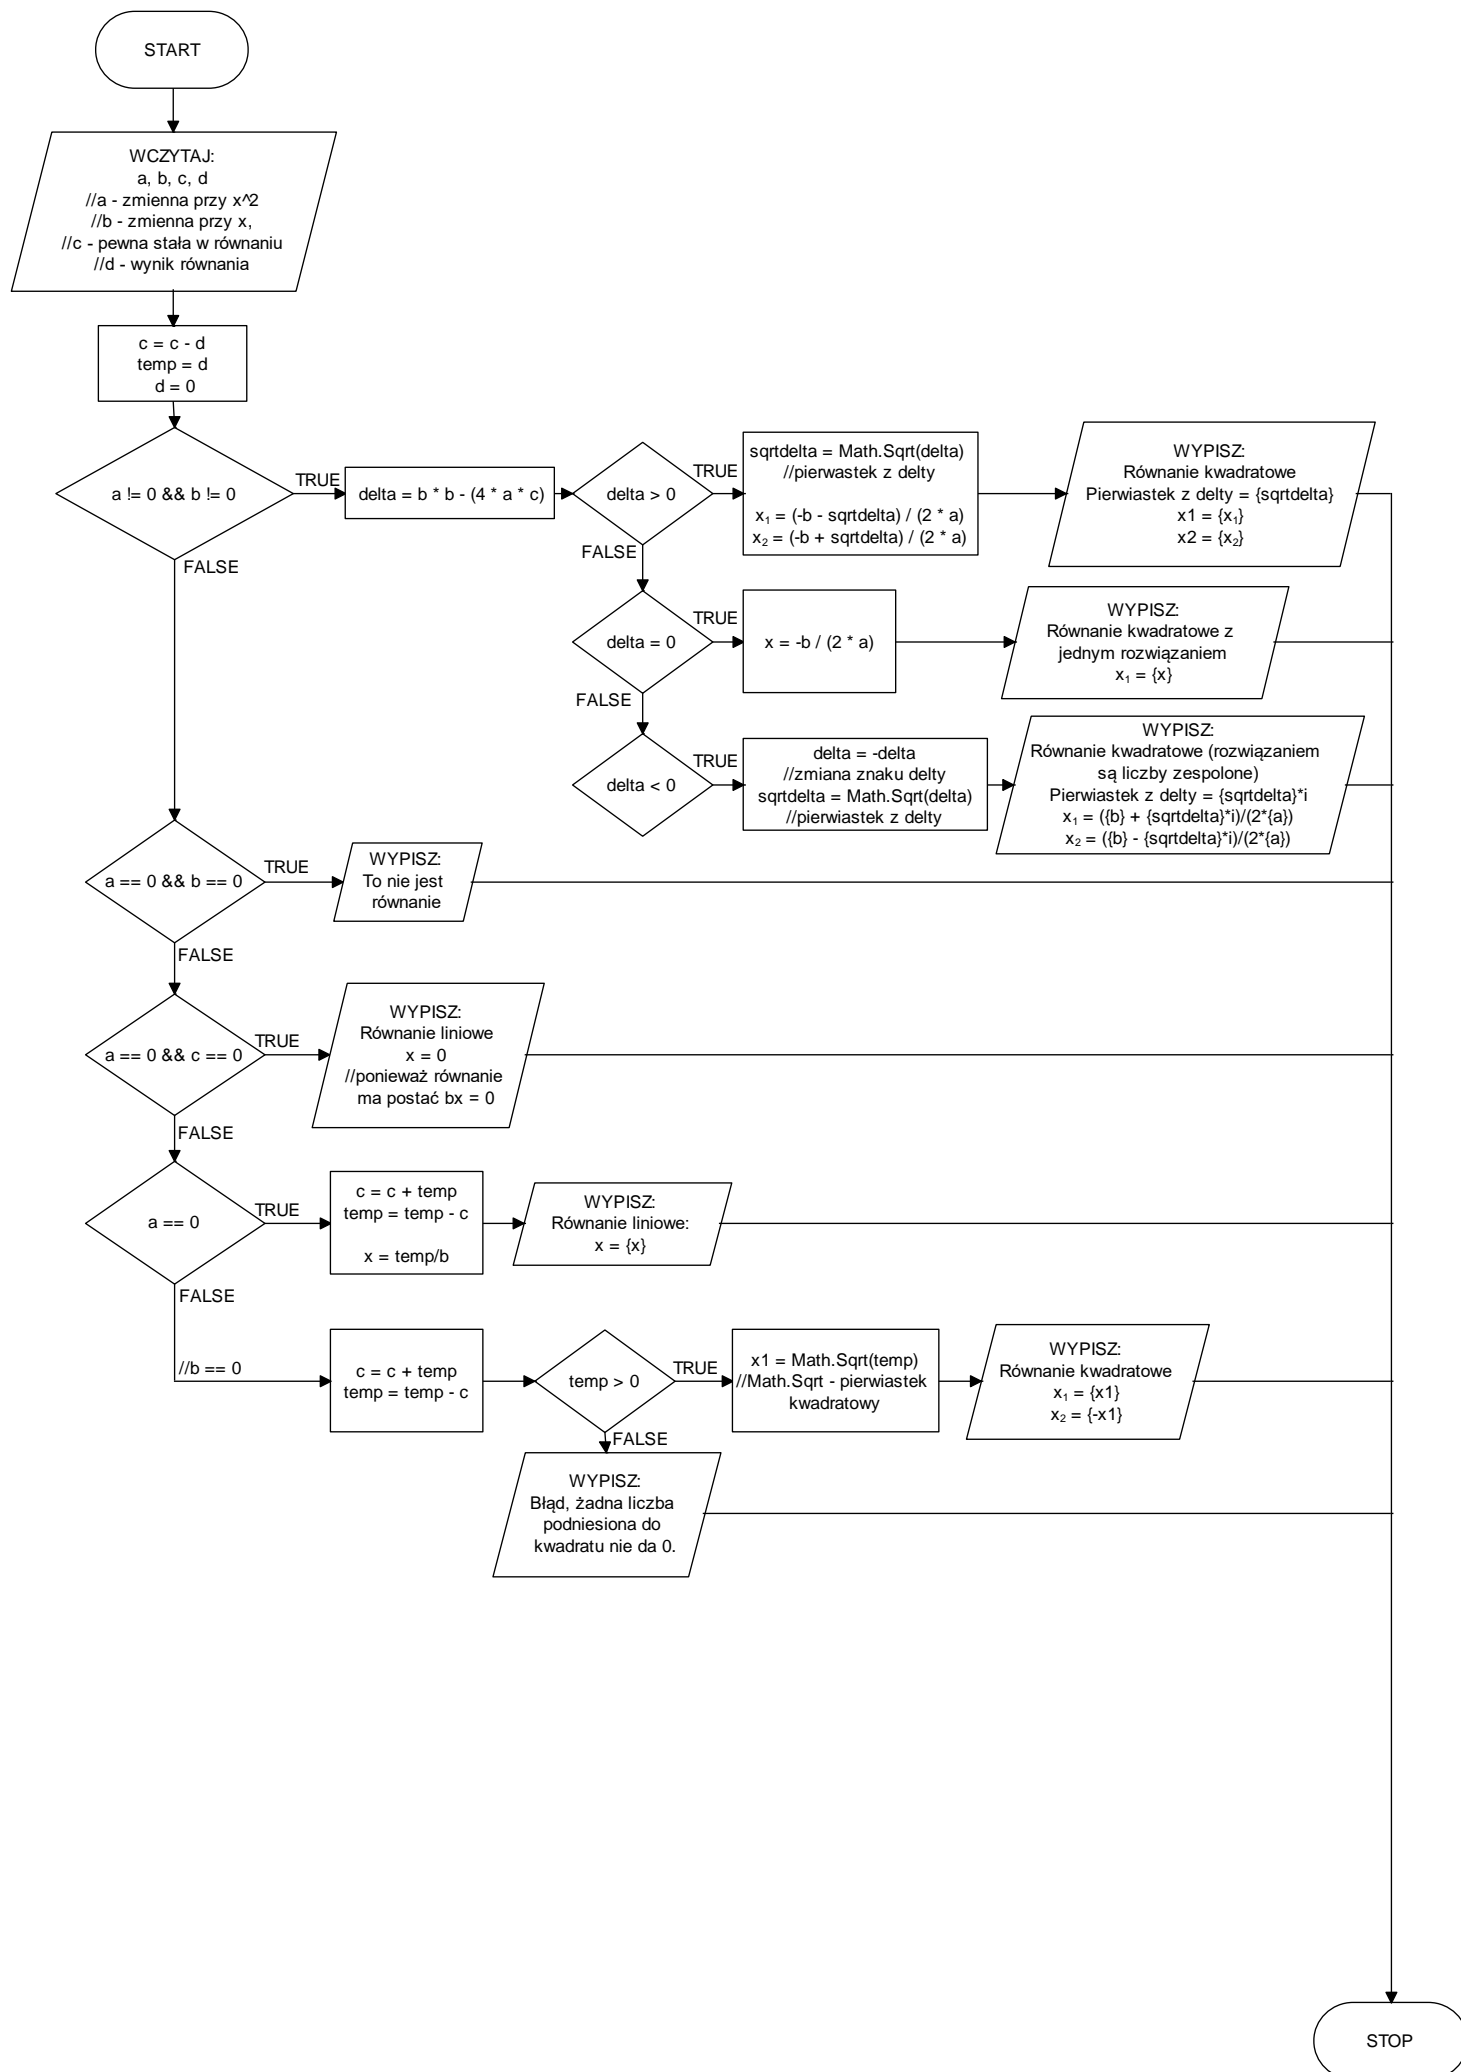 START
WCZYTAJ:
a, b, c, d
//a - zmienna przy x^2
//b - zmienna przy x,
//c - pewna stała w równaniu
//d - wynik równania
c = c - d
temp = d
d = 0
a != 0 && b != 0
TRUE
FALSE
delta = b * b - (4 * a * c)
delta > 0
TRUE
FALSE
sqrtdelta = Math.Sqrt(delta)
//pierwastek z delty
x₁ = (-b - sqrtdelta) / (2 * a)
x₂ = (-b + sqrtdelta) / (2 * a)
WYPISZ:
Równanie kwadratowe
Pierwiastek z delty = {sqrtdelta}
x1 = {x₁}
x2 = {x₂}
delta = 0
TRUE
FALSE
x = -b / (2 * a)
WYPISZ:
Równanie kwadratowe z
jednym rozwiązaniem
x₁ = {x}
delta < 0
TRUE
delta = -delta
//zmiana znaku delty
sqrtdelta = Math.Sqrt(delta)
//pierwiastek z delty
WYPISZ:
Równanie kwadratowe (rozwiązaniem
są liczby zespolone)
Pierwiastek z delty = {sqrtdelta}*i
x₁ = ({b} + {sqrtdelta}*i)/(2*{a})
x₂ = ({b} - {sqrtdelta}*i)/(2*{a})
a == 0 && b == 0
TRUE
FALSE
WYPISZ:
To nie jest
równanie
a == 0 && c == 0
TRUE
FALSE
WYPISZ:
Równanie liniowe
x = 0
//ponieważ równanie
ma postać bx = 0
a == 0
TRUE
FALSE
c = c + temp
temp = temp - c
x = temp/b
WYPISZ:
Równanie liniowe:
x = {x}
//b == 0
c = c + temp
temp = temp - c
temp > 0
TRUE
FALSE
x1 = Math.Sqrt(temp)
//Math.Sqrt - pierwiastek
kwadratowy
WYPISZ:
Równanie kwadratowe
x₁ = {x1}
x₂ = {-x1}
WYPISZ:
Błąd, żadna liczba
podniesiona do
kwadratu nie da 0.
STOP